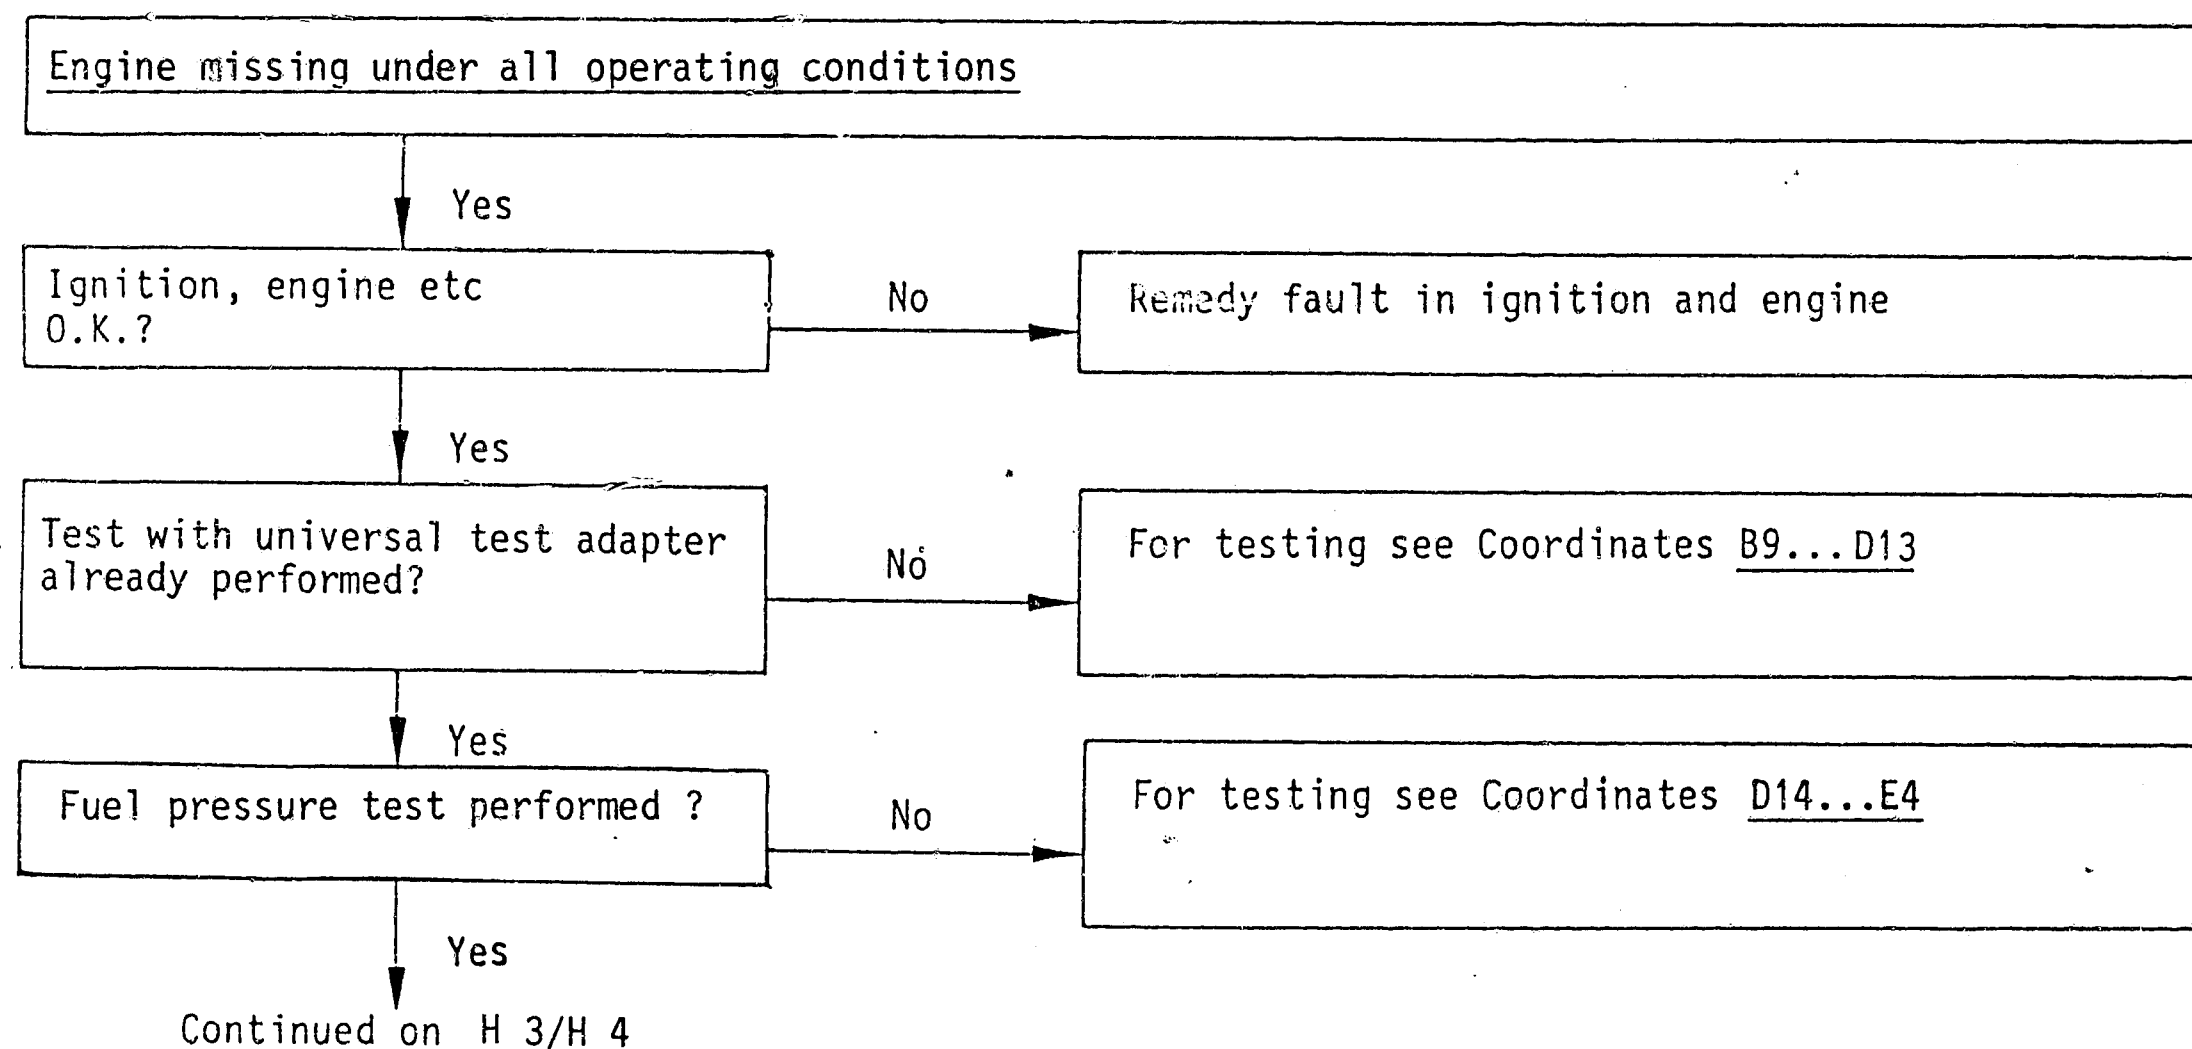 Engine missing under all operating conditions
Yes
Ignition, engine etc
O.K.?
No
Remedy fault in ignition and engine
Yes
Test with universal test adapter
already performed?
No
For testing see Coordinates B9...D13
Yes
Fuel pressure test performed ?
No
For testing see Coordinates D14...E4
Yes
Continued on H 3/H 4